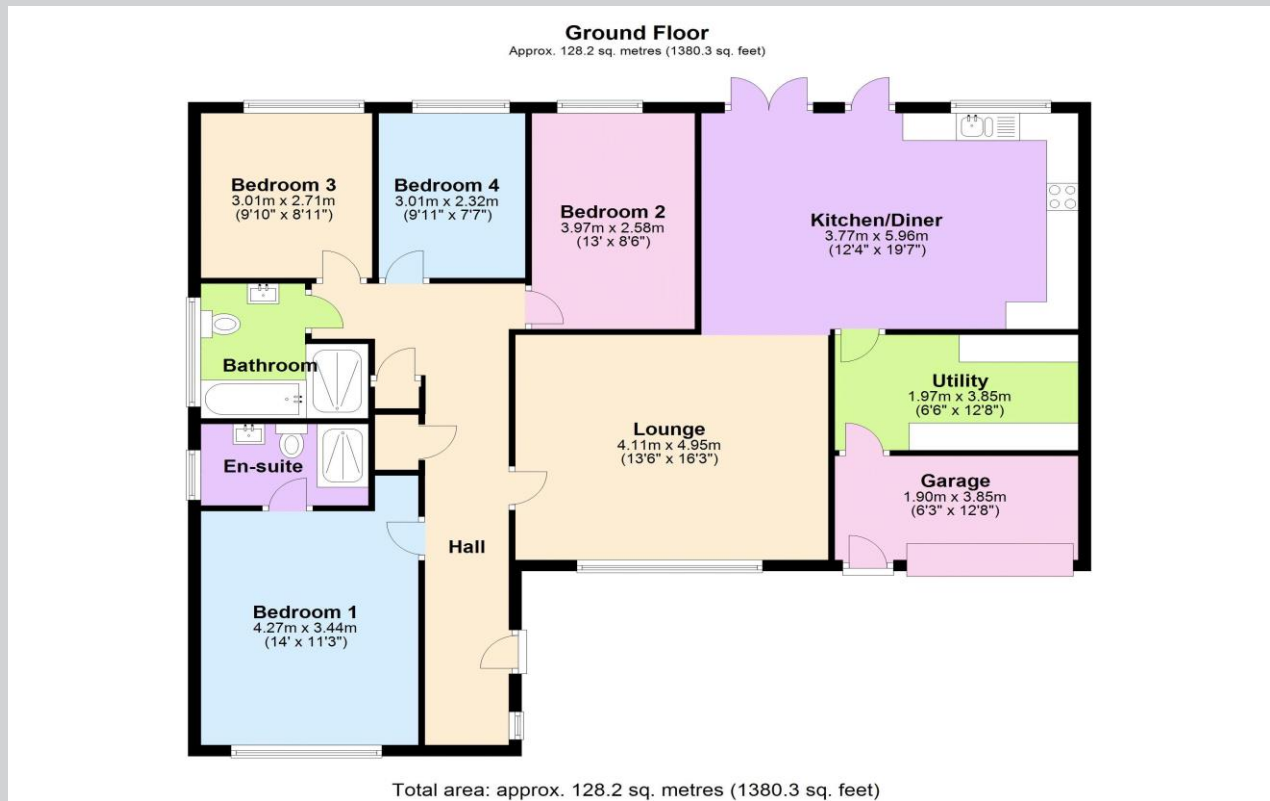 Ground Floor
Approx. 128.2 sq. metres (1380.3 sq. feet)
Bedroom 3
3.01m x 2.71m
(9'10" x 8'11")
Bedroom 4
3.01m x 2.32m
(9'11" x 7'7")
Bedroom 2
3.97m x 2.58m
(13' x 8'6")
Kitchen/Diner
3.77m x 5.96m
(12'4" x 19'7")
Bathroom
Utility
1.97m x 3.85m
(6'6" x 12'8")
Lounge
4.11m x 4.95m
(13'6" x 16'3")
En-suite
Garage
1.90m x 3.85m
(6'3" x 12'8")
Hall
Bedroom 1
4.27m x 3.44m
(14' x 11'3")
Total area: approx. 128.2 sq. metres (1380.3 sq. feet)